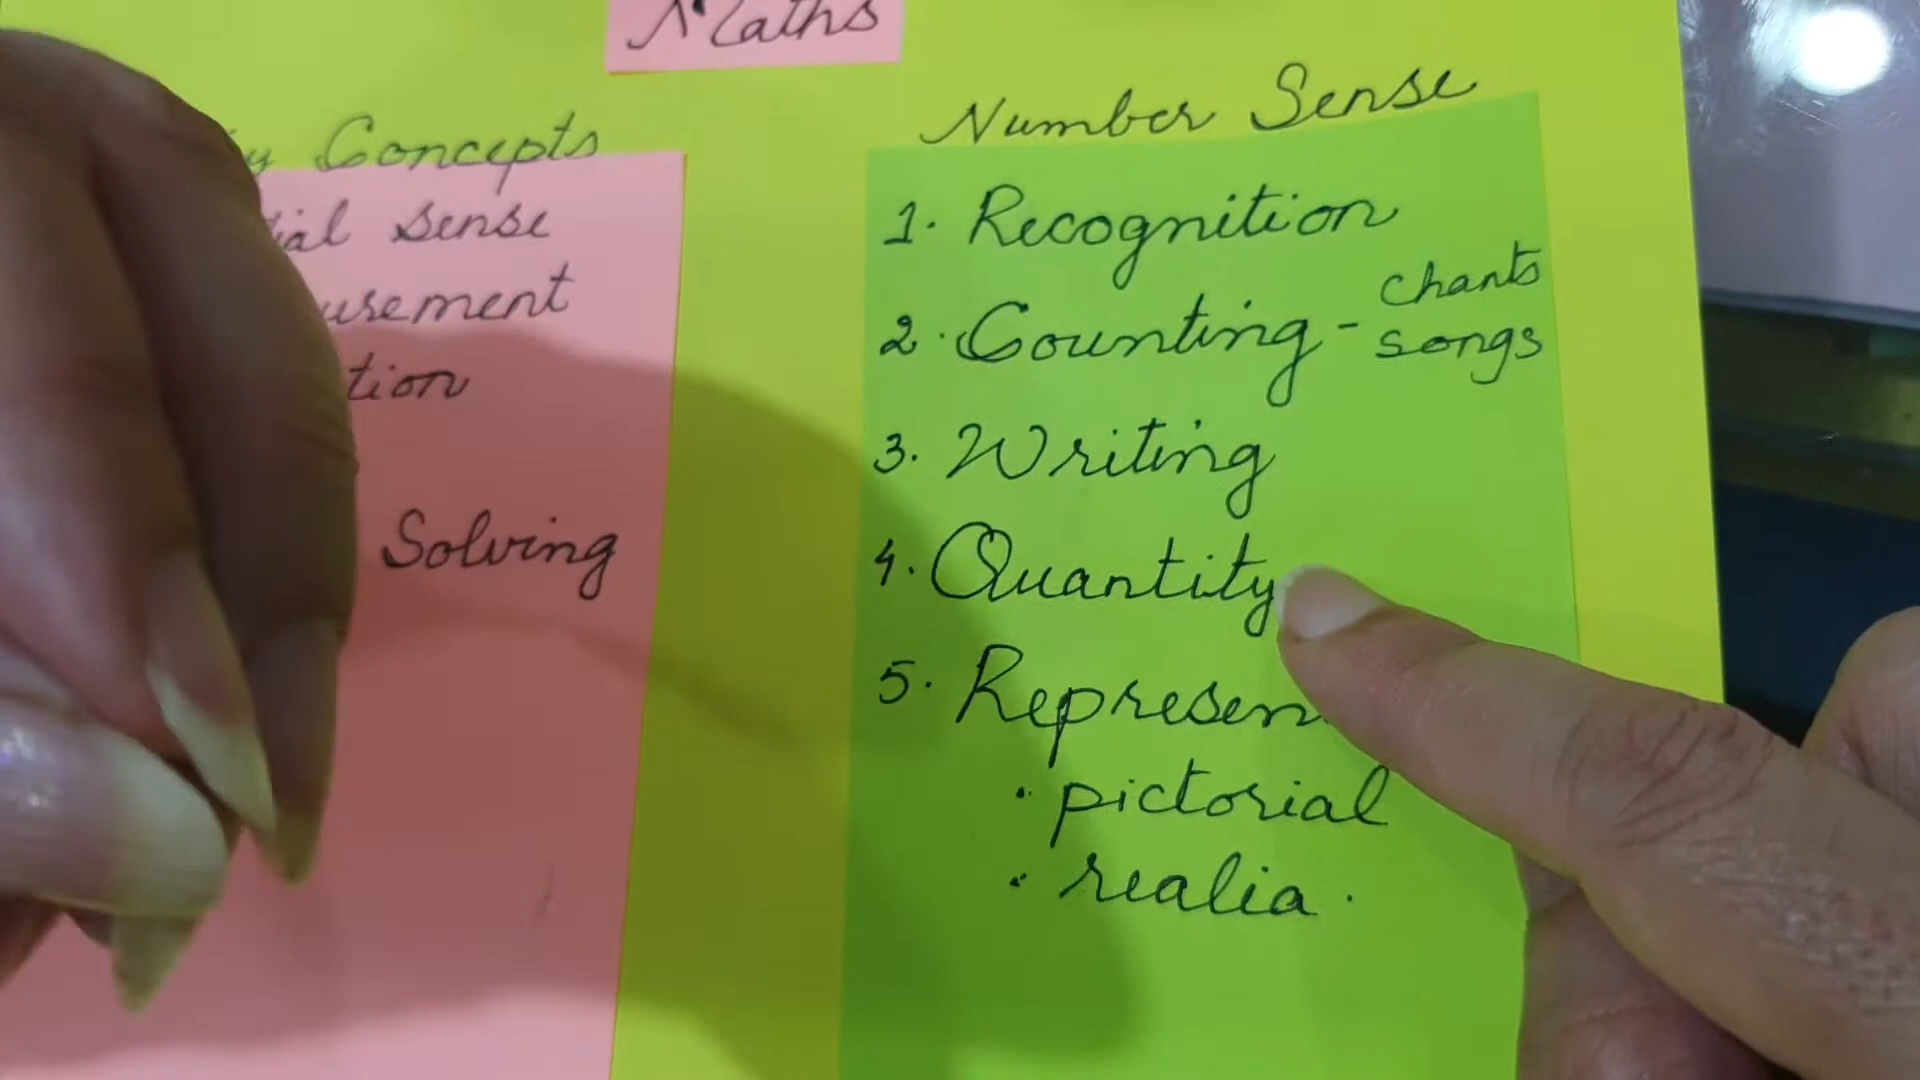 Maths
Concepts
sense
Solving
Number Sense
1. Recognition
2. Counting - chants
songs
3. Writing
4. Quantity
5.
• pictorial
• realia.